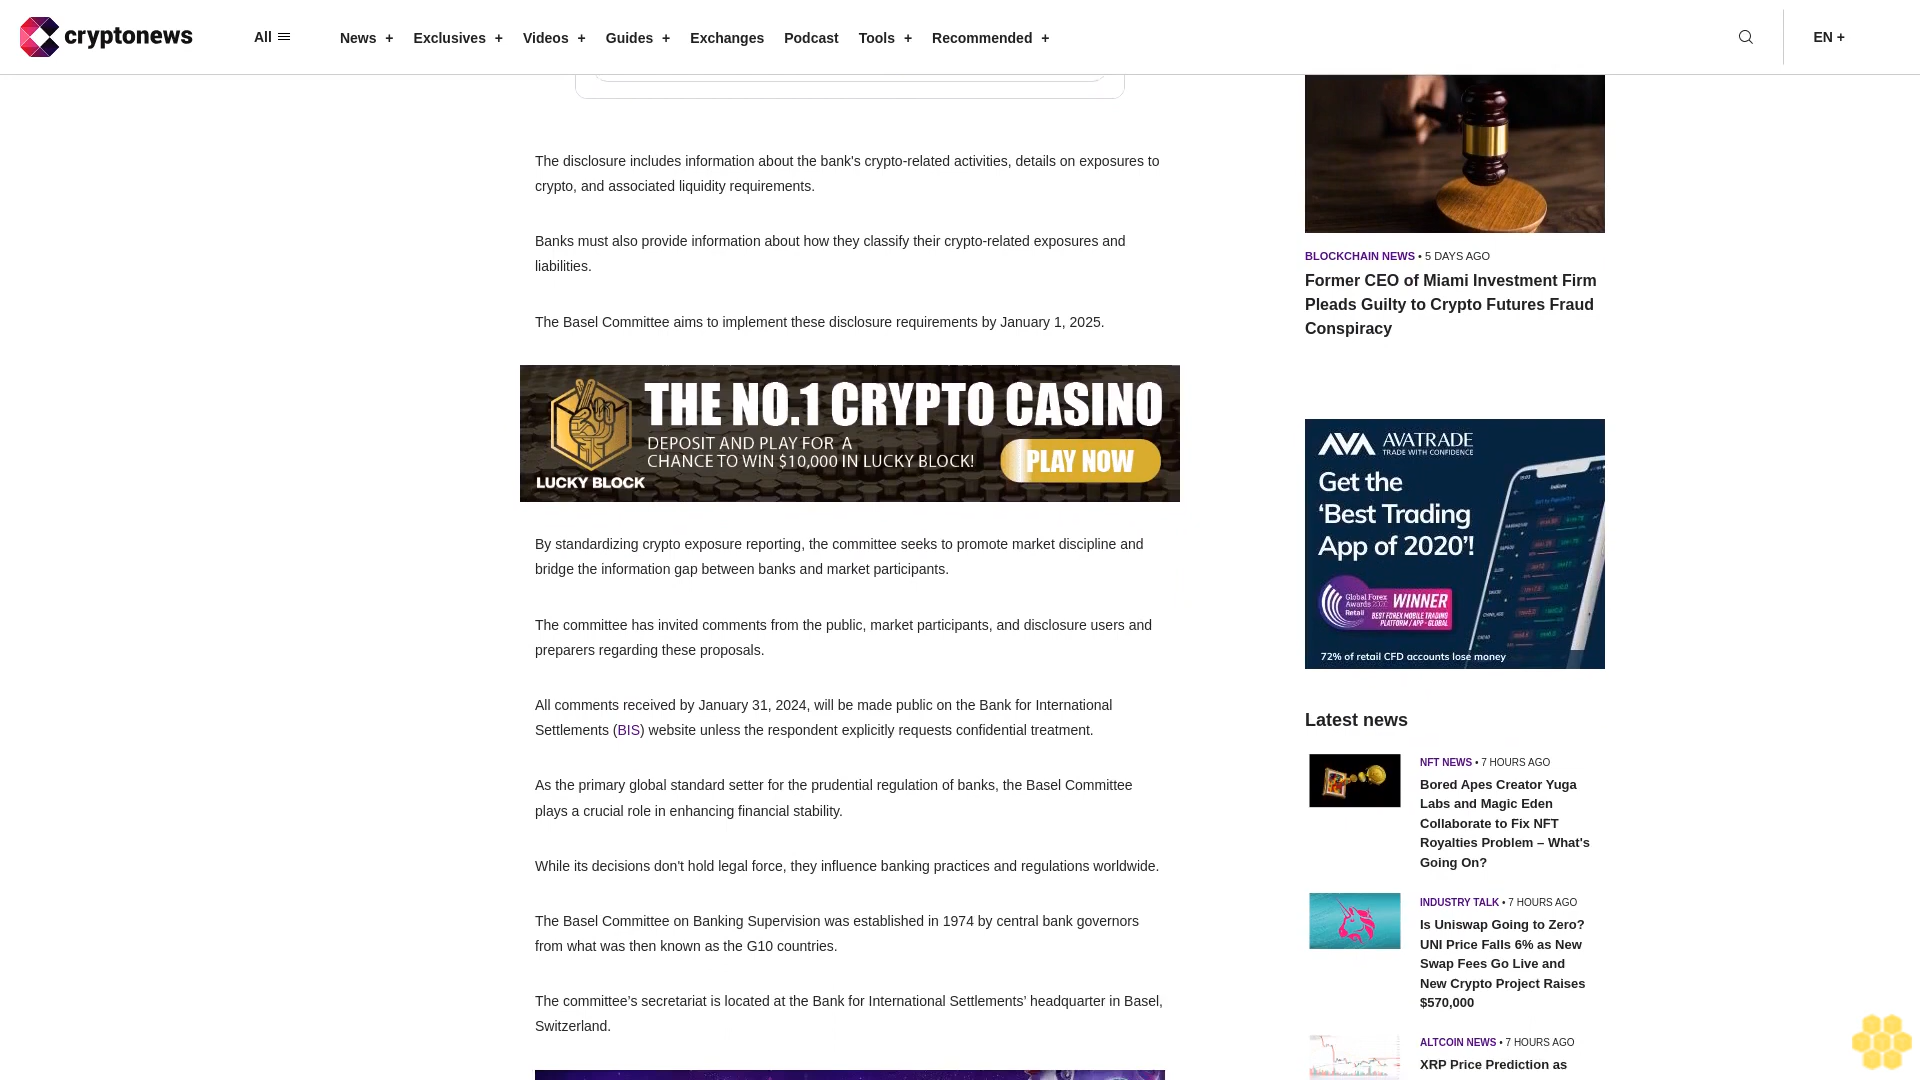 cryptonews
All
News +
Exclusives +
Videos +
Guides +
Exchanges
Podcast
Tools +
Recommended +
EN +
The disclosure includes information about the bank's crypto-related activities, details on exposures to
crypto, and associated liquidity requirements.
Banks must also provide information about how they classify their crypto-related exposures and
liabilities.
The Basel Committee aims to implement these disclosure requirements by January 1, 2025.
THE NO.1 CRYPTO CASINO
DEPOSIT AND PLAY FOR A
CHANCE TO WIN $10,000 IN LUCKY BLOCK!
PLAY NOW
LUCKY BLOCK
By standardizing crypto exposure reporting, the committee seeks to promote market discipline and
bridge the information gap between banks and market participants.
The committee has invited comments from the public, market participants, and disclosure users and
preparers regarding these proposals.
All comments received by January 31, 2024, will be made public on the Bank for International
Settlements (BIS) website unless the respondent explicitly requests confidential treatment.
As the primary global standard setter for the prudential regulation of banks, the Basel Committee
plays a crucial role in enhancing financial stability.
While its decisions don't hold legal force, they influence banking practices and regulations worldwide.
The Basel Committee on Banking Supervision was established in 1974 by central bank governors
from what was then known as the G10 countries.
The committee’s secretariat is located at the Bank for International Settlements’ headquarter in Basel,
Switzerland.
BLOCKCHAIN NEWS • 5 DAYS AGO
Former CEO of Miami Investment Firm
Pleads Guilty to Crypto Futures Fraud
Conspiracy
AVA AVATRADE
TRADE WITH CONFIDENCE
Get the
‘Best Trading
App of 2020’!
Global Forex
Awards 2020
Retail
WINNER
BEST FOREX MOBILE TRADING
PLATFORM / APP - GLOBAL
72% of retail CFD accounts lose money
Latest news
NFT NEWS • 7 HOURS AGO
Bored Apes Creator Yuga
Labs and Magic Eden
Collaborate to Fix NFT
Royalties Problem – What's
Going On?
INDUSTRY TALK • 7 HOURS AGO
Is Uniswap Going to Zero?
UNI Price Falls 6% as New
Swap Fees Go Live and
New Crypto Project Raises
$570,000
ALTCOIN NEWS • 7 HOURS AGO
XRP Price Prediction as